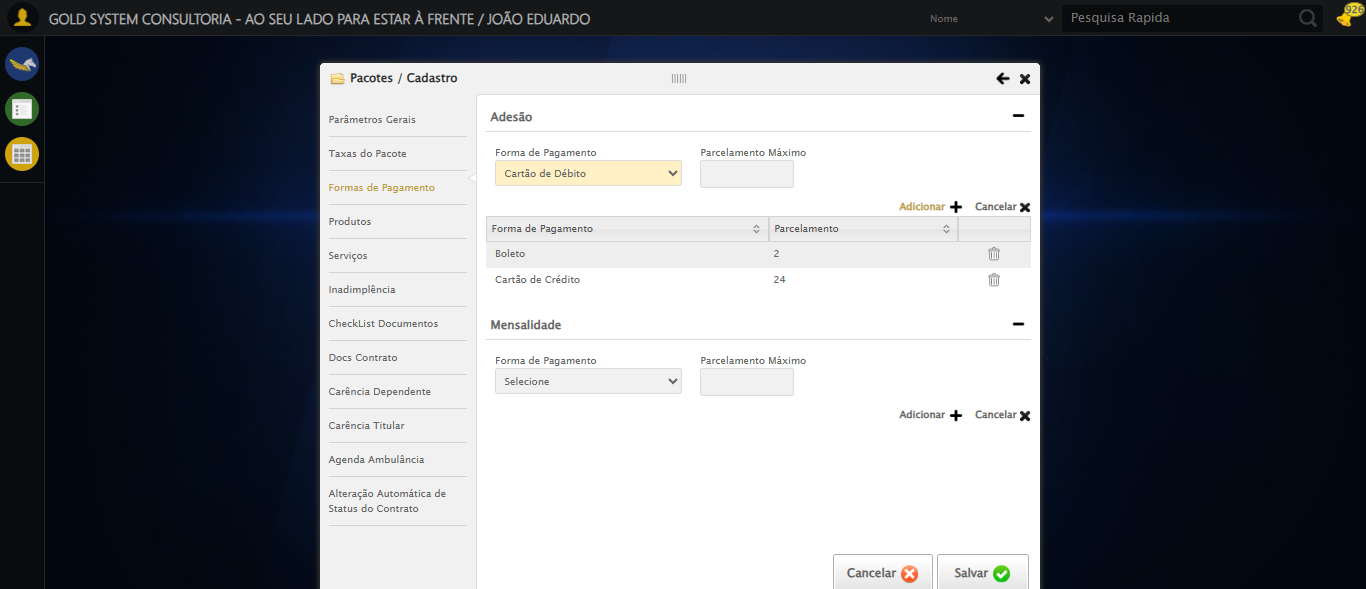 GOLD SYSTEM CONSULTORIA - AO SEU LADO PARA ESTAR À FRENTE / JOÃO EDUARDO
Nome
Pesquisa Rapida
926
Pacotes / Cadastro
Parâmetros Gerais
Taxas do Pacote
Formas de Pagamento
Produtos
Serviços
Inadimplência
CheckList Documentos
Docs Contrato
Carência Dependente
Carência Titular
Agenda Ambulância
Alteração Automática de
Status do Contrato
Adesão
Forma de Pagamento Parcelamento Máximo
Cartão de Débito
Adicionar Cancelar
Forma de Pagamento Parcelamento
Boleto 2
Cartão de Crédito 24
Mensalidade
Forma de Pagamento Parcelamento Máximo
Selecione
Adicionar Cancelar
Cancelar Salvar